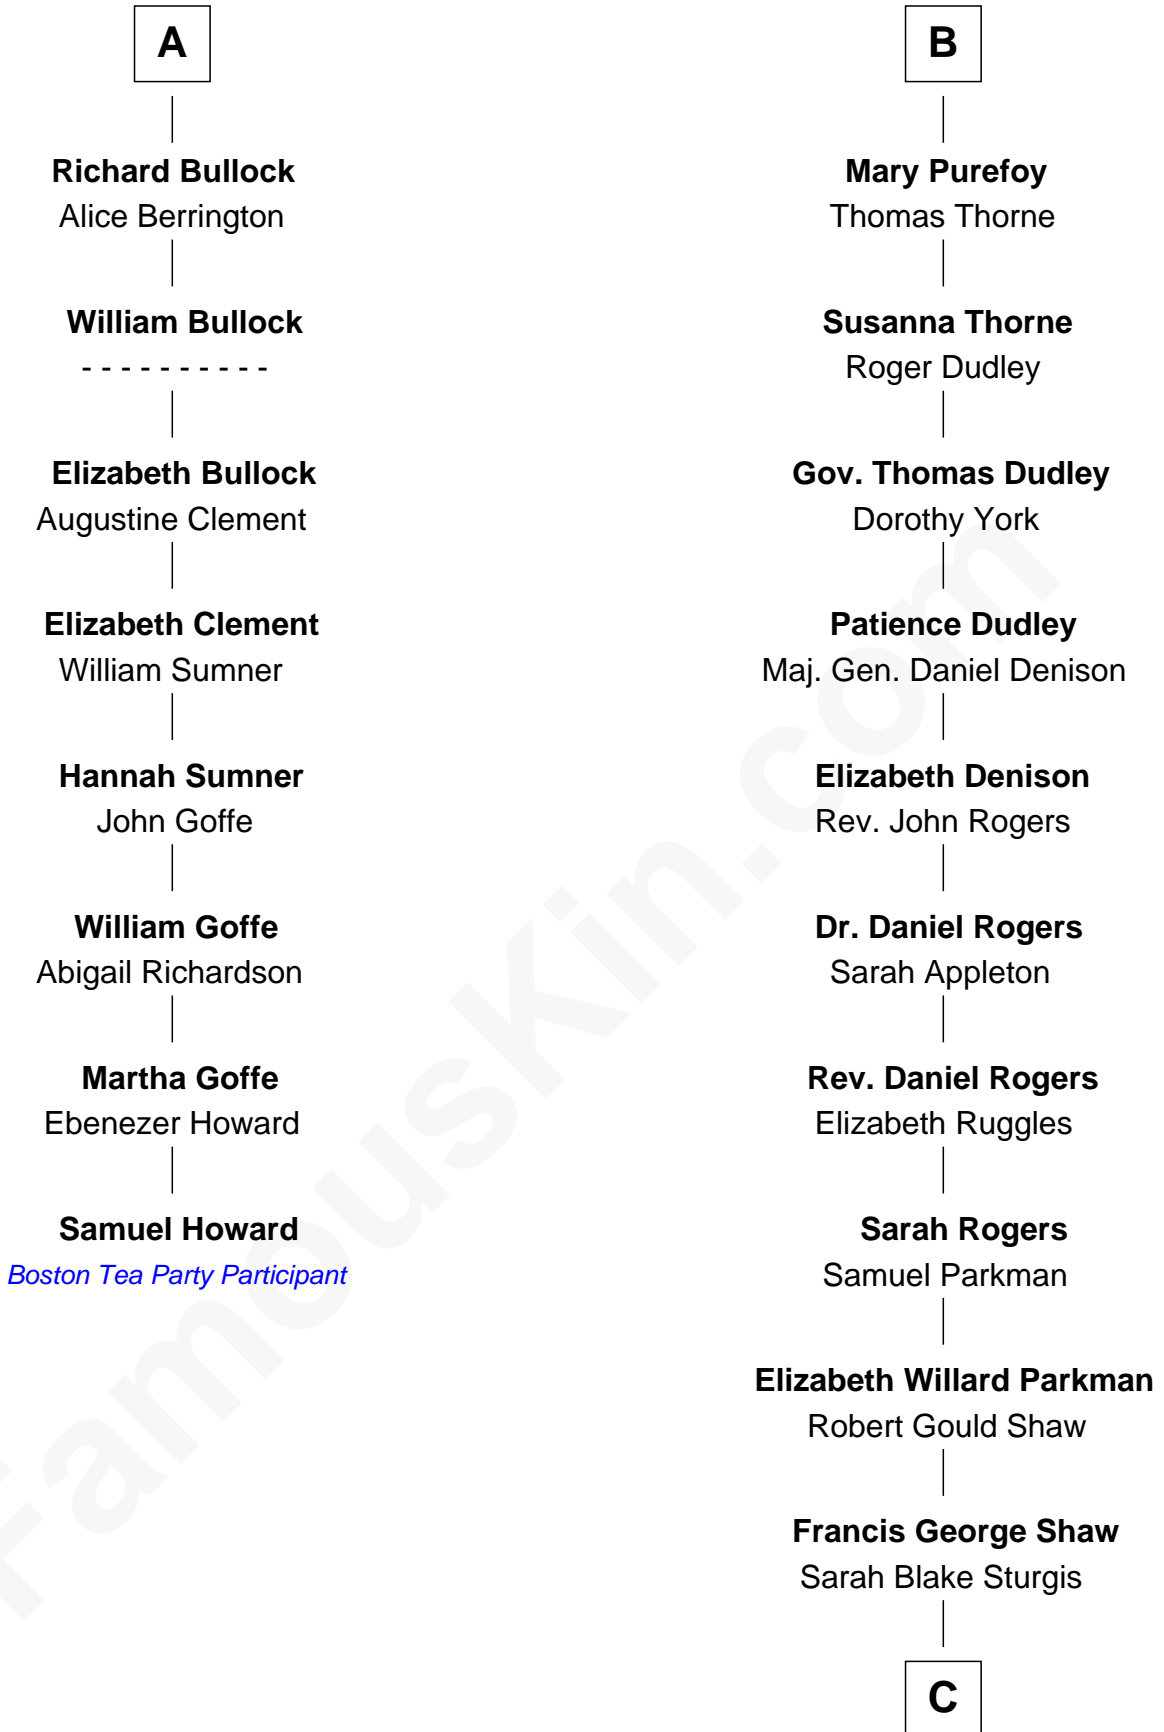 A
Richard Bullock
Alice Berrington
William Bullock
- - - - - - - - - -
Elizabeth Bullock
Augustine Clement
Elizabeth Clement
William Sumner
Hannah Sumner
John Goffe
William Goffe
Abigail Richardson
Martha Goffe
Ebenezer Howard
Samuel Howard
Boston Tea Party Participant
B
Mary Purefoy
Thomas Thorne
Susanna Thorne
Roger Dudley
Gov. Thomas Dudley
Dorothy York
Patience Dudley
Maj. Gen. Daniel Denison
Elizabeth Denison
Rev. John Rogers
Dr. Daniel Rogers
Sarah Appleton
Rev. Daniel Rogers
Elizabeth Ruggles
Sarah Rogers
Samuel Parkman
Elizabeth Willard Parkman
Robert Gould Shaw
Francis George Shaw
Sarah Blake Sturgis
C
FamousKin.com